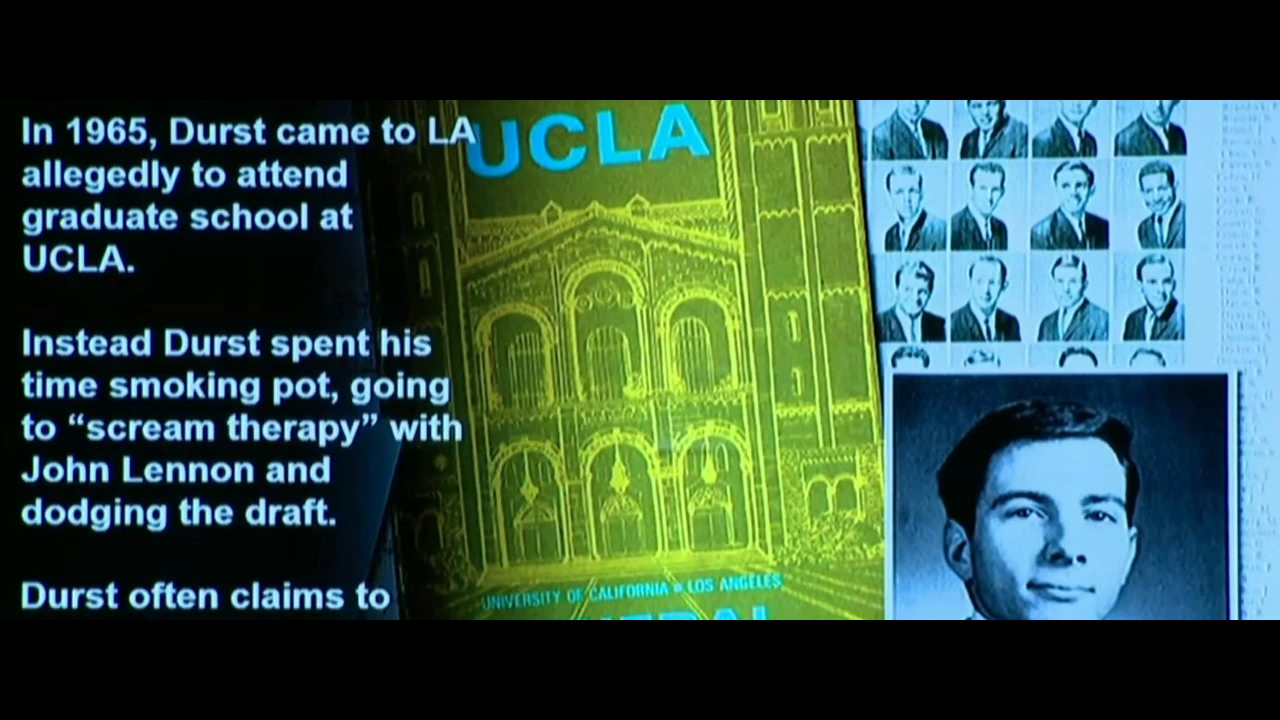 In 1965, Durst came to LA
allegedly to attend
graduate school at
UCLA.
Instead Durst spent his
time smoking pot, going
to “scream therapy” with
John Lennon and
dodging the draft.
Durst often claims to
UCLA
UNIVERSITY OF CALIFORNIA LOS ANGELES